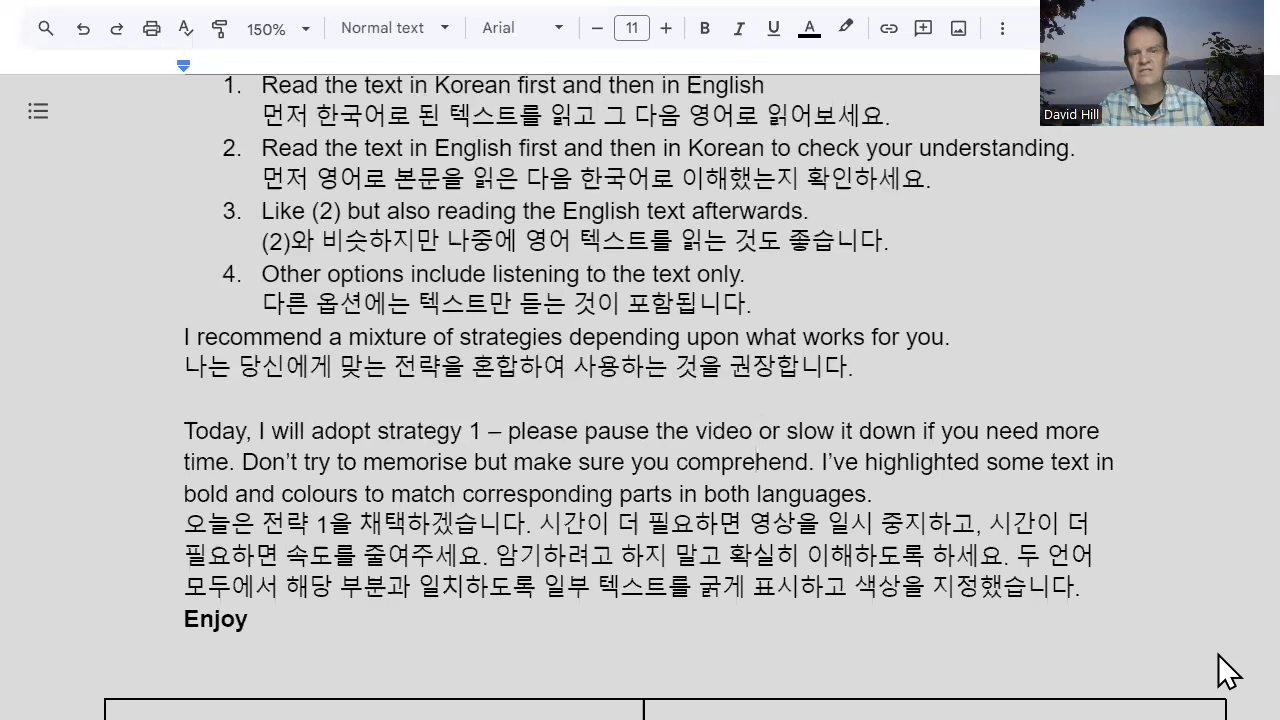 150%
Normal text
Arial
11
B
I
U
A
David Hill
1. Read the text in Korean first and then in English
먼저 한국어로 된 텍스트를 읽고 그 다음 영어로 읽어보세요.
2. Read the text in English first and then in Korean to check your understanding.
먼저 영어로 본문을 읽은 다음 한국어로 이해했는지 확인하세요.
3. Like (2) but also reading the English text afterwards.
(2)와 비슷하지만 나중에 영어 텍스트를 읽는 것도 좋습니다.
4. Other options include listening to the text only.
다른 옵션에는 텍스트만 듣는 것이 포함됩니다.
I recommend a mixture of strategies depending upon what works for you.
나는 당신에게 맞는 전략을 혼합하여 사용하는 것을 권장합니다.
Today, I will adopt strategy 1 – please pause the video or slow it down if you need more
time. Don’t try to memorise but make sure you comprehend. I’ve highlighted some text in
bold and colours to match corresponding parts in both languages.
오늘은 전략 1을 채택하겠습니다. 시간이 더 필요하면 영상을 일시 중지하고, 시간이 더
필요하면 속도를 줄여주세요. 암기하려고 하지 말고 확실히 이해하도록 하세요. 두 언어
모두에서 해당 부분과 일치하도록 일부 텍스트를 굵게 표시하고 색상을 지정했습니다.
Enjoy